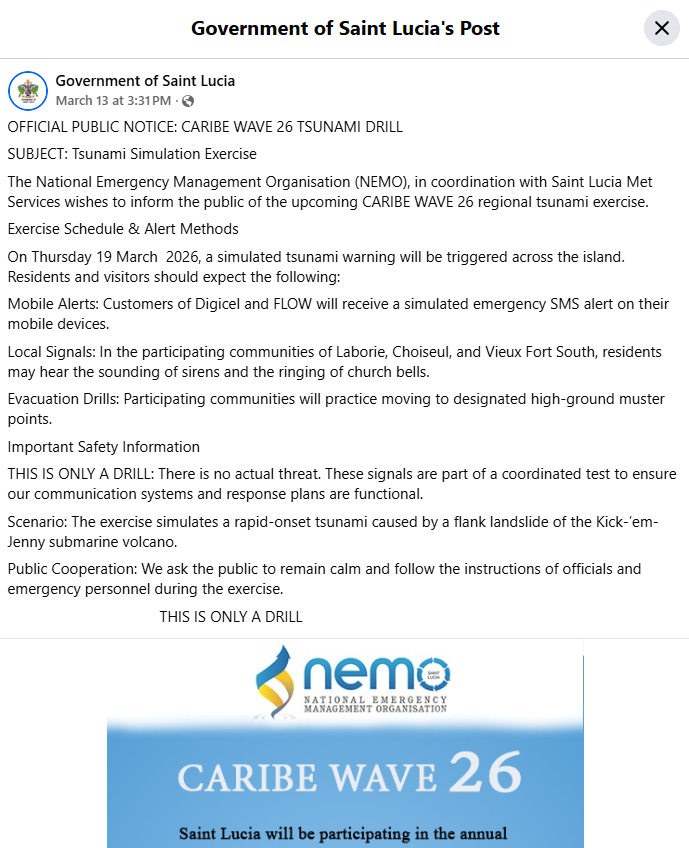 Government of Saint Lucia's Post
Government of Saint Lucia
March 13 at 3:31 PM ·
OFFICIAL PUBLIC NOTICE: CARIBE WAVE 26 TSUNAMI DRILL
SUBJECT: Tsunami Simulation Exercise
The National Emergency Management Organisation (NEMO), in coordination with Saint Lucia Met
Services wishes to inform the public of the upcoming CARIBE WAVE 26 regional tsunami exercise.
Exercise Schedule & Alert Methods
On Thursday 19 March  2026, a simulated tsunami warning will be triggered across the island.
Residents and visitors should expect the following:
Mobile Alerts: Customers of Digicel and FLOW will receive a simulated emergency SMS alert on their
mobile devices.
Local Signals: In the participating communities of Laborie, Choiseul, and Vieux Fort South, residents
may hear the sounding of sirens and the ringing of church bells.
Evacuation Drills: Participating communities will practice moving to designated high-ground muster
points.
Important Safety Information
THIS IS ONLY A DRILL: There is no actual threat. These signals are part of a coordinated test to ensure
our communication systems and response plans are functional.
Scenario: The exercise simulates a rapid-onset tsunami caused by a flank landslide of the Kick-'em-
Jenny submarine volcano.
Public Cooperation: We ask the public to remain calm and follow the instructions of officials and
emergency personnel during the exercise.
THIS IS ONLY A DRILL
nemo
SAINT LUCIA
NATIONAL EMERGENCY
MANAGEMENT ORGANISATION
CARIBE WAVE 26
Saint Lucia will be participating in the annual